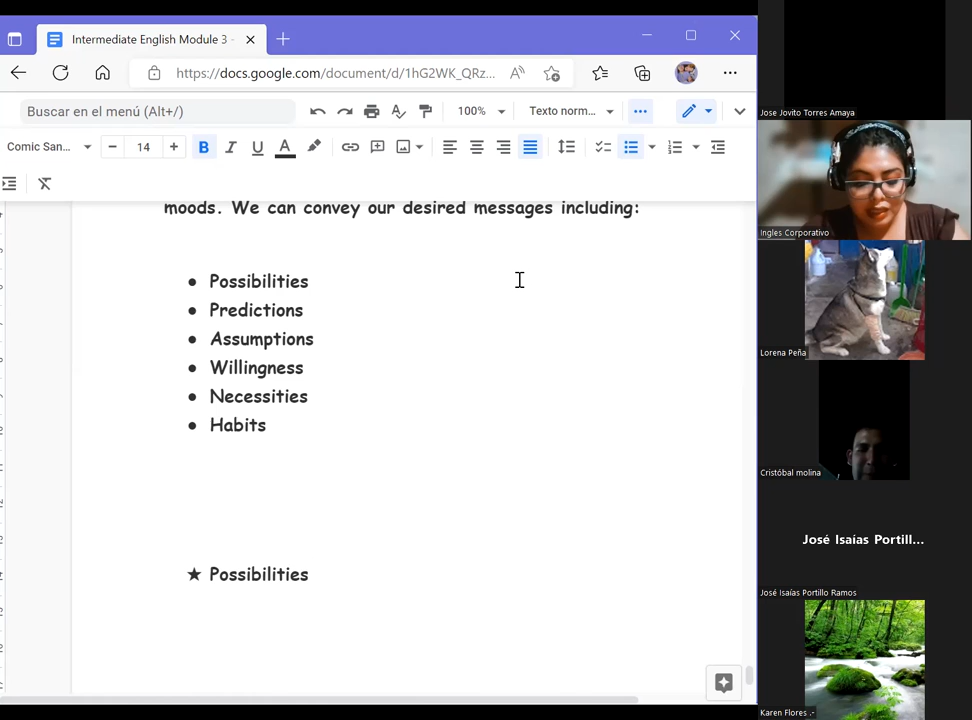 Intermediate English Module 3 -
https://docs.google.com/document/d/1hG2WK_QRz...
Buscar en el menú (Alt+/)
100%
Texto norm...
Comic San...
14
moods. We can convey our desired messages including:
• Possibilities
• Predictions
• Assumptions
• Willingness
• Necessities
• Habits
★ Possibilities
Jose Jovito Torres Amaya
Ingles Corporativo
Lorena Peña
Cristóbal molina
José Isaías Portill...
José Isaías Portillo Ramos
Karen Flores .-